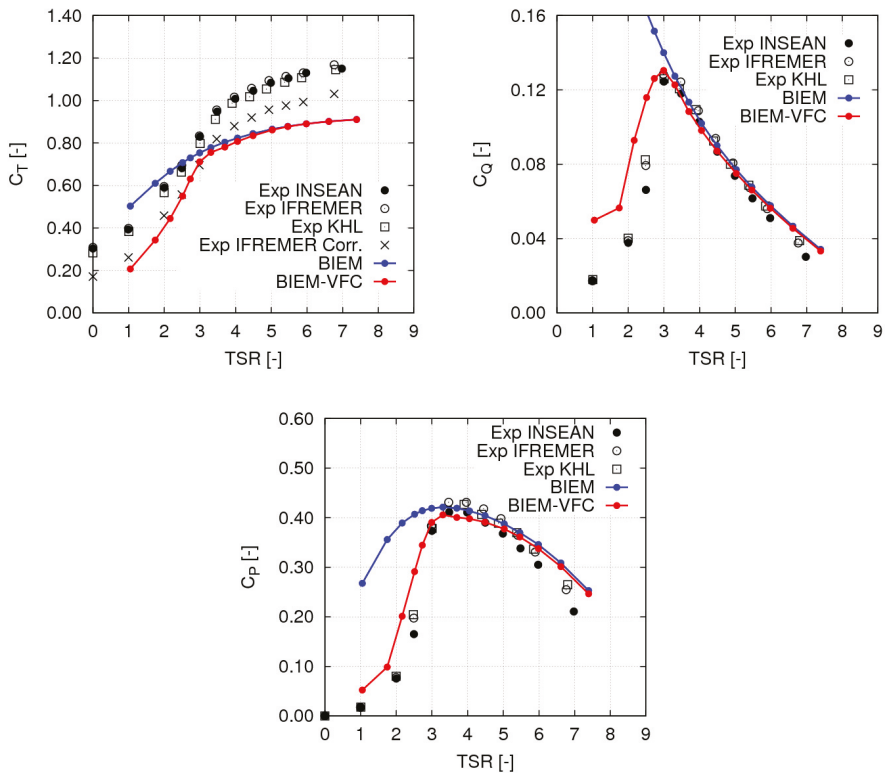 1.40
1.20
1.00
0.80
0.60
0.40
0.20
0.00
C_T [-]
Exp INSEAN
Exp IFREMER
Exp KHL
Exp IFREMER Corr.
BIEM
BIEM-VFC
0 1 2 3 4 5 6 7 8 9
TSR [-]
0.16
0.12
0.08
0.04
0.00
C_Q [-]
Exp INSEAN
Exp IFREMER
Exp KHL
BIEM
BIEM-VFC
0 1 2 3 4 5 6 7 8 9
TSR [-]
0.60
0.50
0.40
0.30
0.20
0.10
0.00
C_P [-]
Exp INSEAN
Exp IFREMER
Exp KHL
BIEM
BIEM-VFC
0 1 2 3 4 5 6 7 8 9
TSR [-]